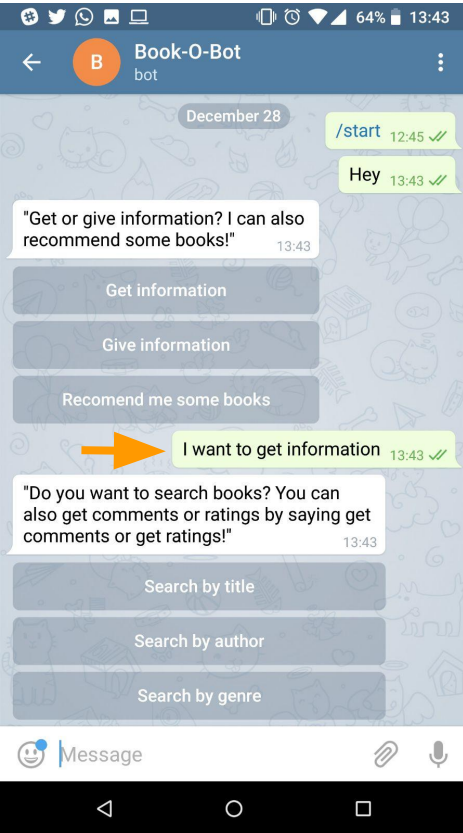 64% 13:43
B Book-O-Bot
bot
December 28
/start 12:45
Hey 13:43
"Get or give information? I can also
recommend some books!" 13:43
Get information
Give information
Recomend me some books
I want to get information 13:43
"Do you want to search books? You can
also get comments or ratings by saying get
comments or get ratings!" 13:43
Search by title
Search by author
Search by genre
Message